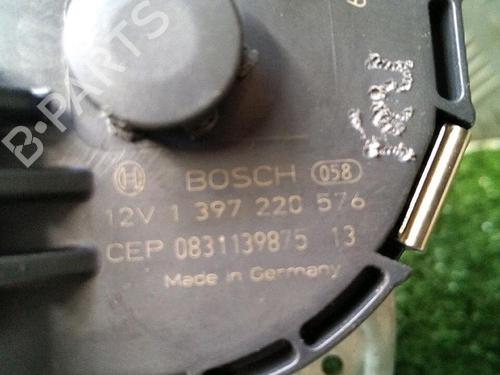 B-PARTS
BOSCH 058
12V 1 397 220 576
CEP 0831139875 13
Made in Germany